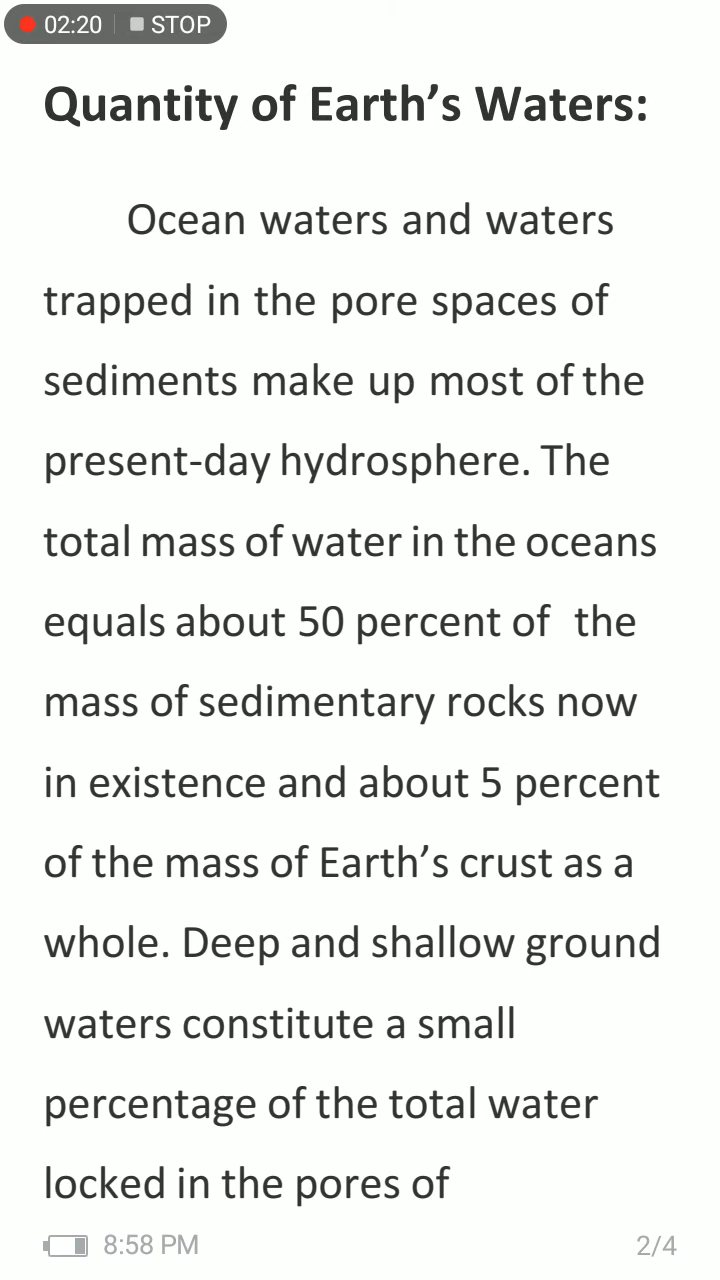 02:20 STOP
Quantity of Earth’s Waters:
Ocean waters and waters
trapped in the pore spaces of
sediments make up most of the
present-day hydrosphere. The
total mass of water in the oceans
equals about 50 percent of the
mass of sedimentary rocks now
in existence and about 5 percent
of the mass of Earth’s crust as a
whole. Deep and shallow ground
waters constitute a small
percentage of the total water
locked in the pores of
8:58 PM 2/4